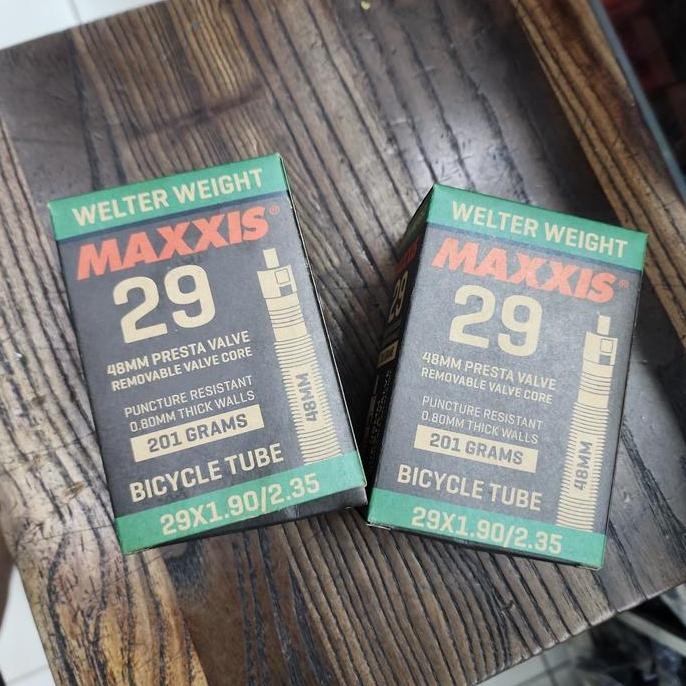 WELTER WEIGHT
MAXXIS®
29
48MM PRESTA VALVE
REMOVABLE VALVE CORE
PUNCTURE RESISTANT
0.80MM THICK WALLS
201 GRAMS
48MM
BICYCLE TUBE
29X1.90/2.35
WELTER WEIGHT
MAXXIS®
29
48MM PRESTA VALVE
REMOVABLE VALVE CORE
PUNCTURE RESISTANT
0.80MM THICK WALLS
201 GRAMS
48MM
BICYCLE TUBE
29X1.90/2.35
29